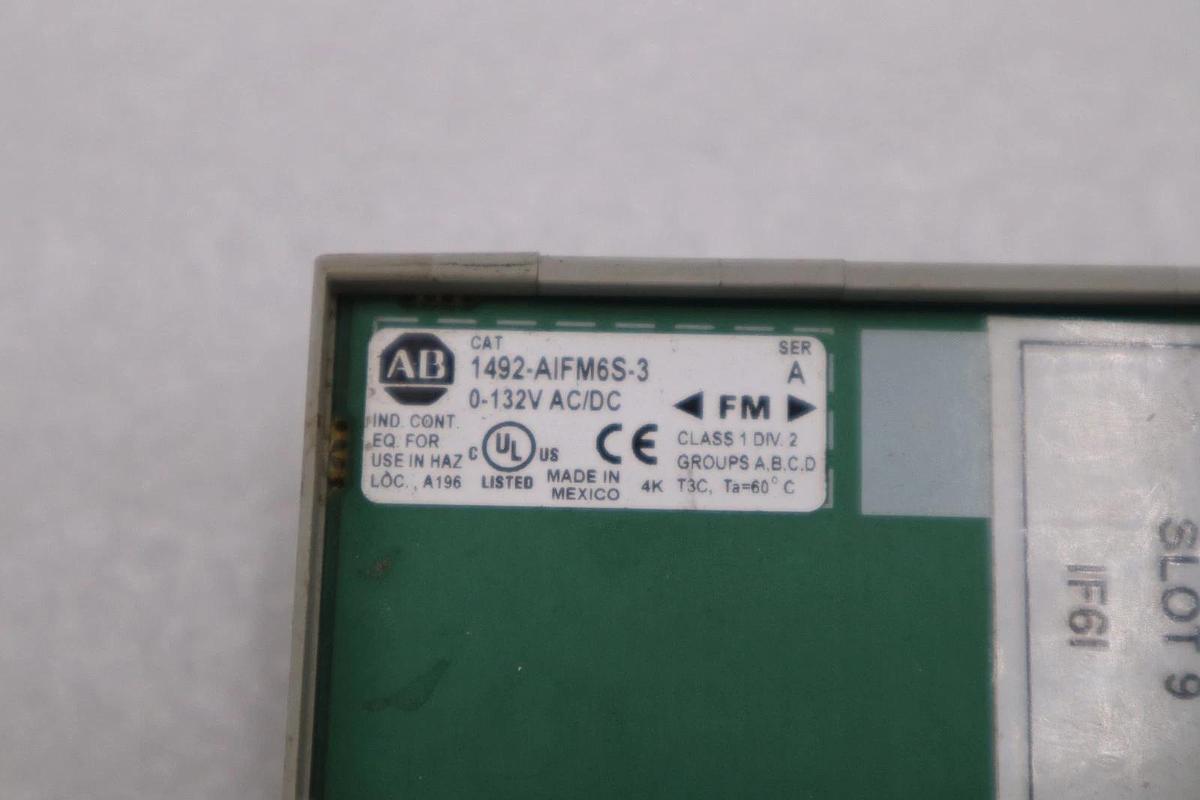 AB
CAT
1492-AIFM6S-3
0-132V AC/DC
SER
A
FM
IND. CONT.
EQ. FOR
USE IN HAZ
LOC., A196
C UL US
LISTED
CE
MADE IN
MEXICO
4K
CLASS 1 DIV. 2
GROUPS A,B,C,D
T3C, Ta=60° C
SLOT 9
IF6I